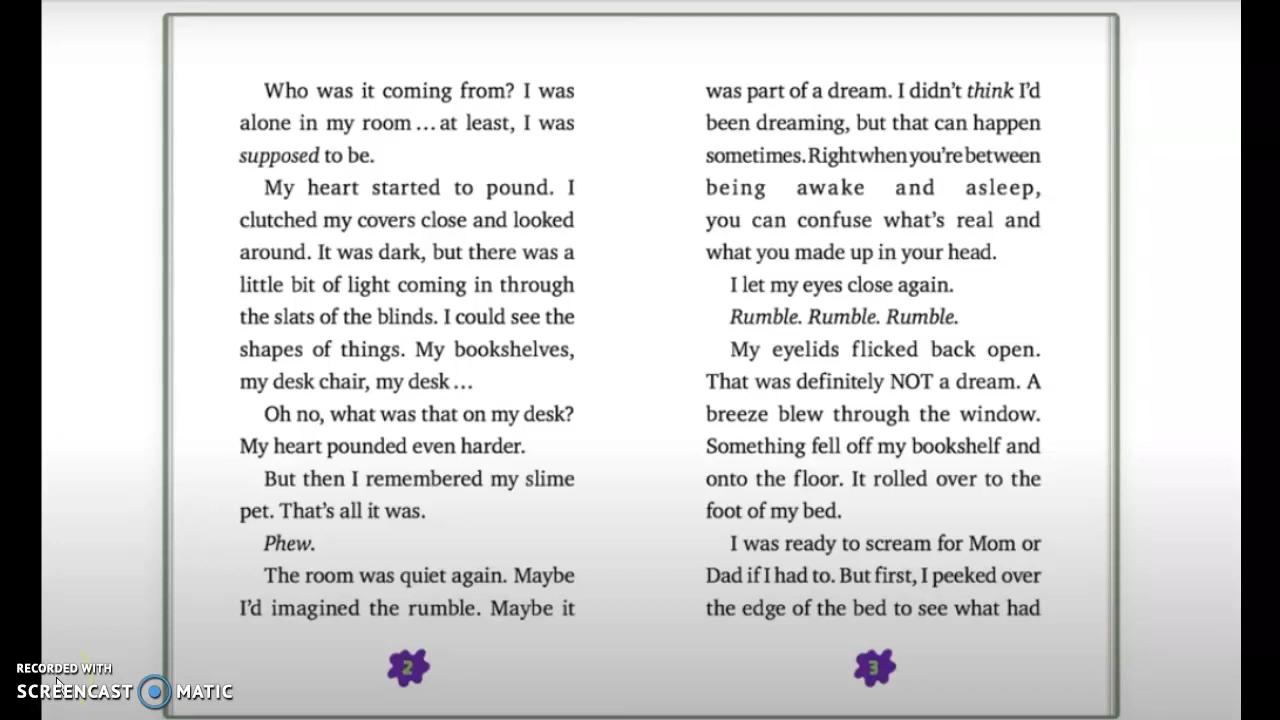 Who was it coming from? I was
alone in my room...at least, I was
supposed to be.
My heart started to pound. I
clutched my covers close and looked
around. It was dark, but there was a
little bit of light coming in through
the slats of the blinds. I could see the
shapes of things. My bookshelves,
my desk chair, my desk...
Oh no, what was that on my desk?
My heart pounded even harder.
But then I remembered my slime
pet. That's all it was.
Phew.
The room was quiet again. Maybe
I'd imagined the rumble. Maybe it
2
was part of a dream. I didn't think I'd
been dreaming, but that can happen
sometimes. Right when you're between
being awake and asleep,
you can confuse what's real and
what you made up in your head.
I let my eyes close again.
Rumble. Rumble. Rumble.
My eyelids flicked back open.
That was definitely NOT a dream. A
breeze blew through the window.
Something fell off my bookshelf and
onto the floor. It rolled over to the
foot of my bed.
I was ready to scream for Mom or
Dad if I had to. But first, I peeked over
the edge of the bed to see what had
3
RECORDED WITH
SCREENCAST MATIC